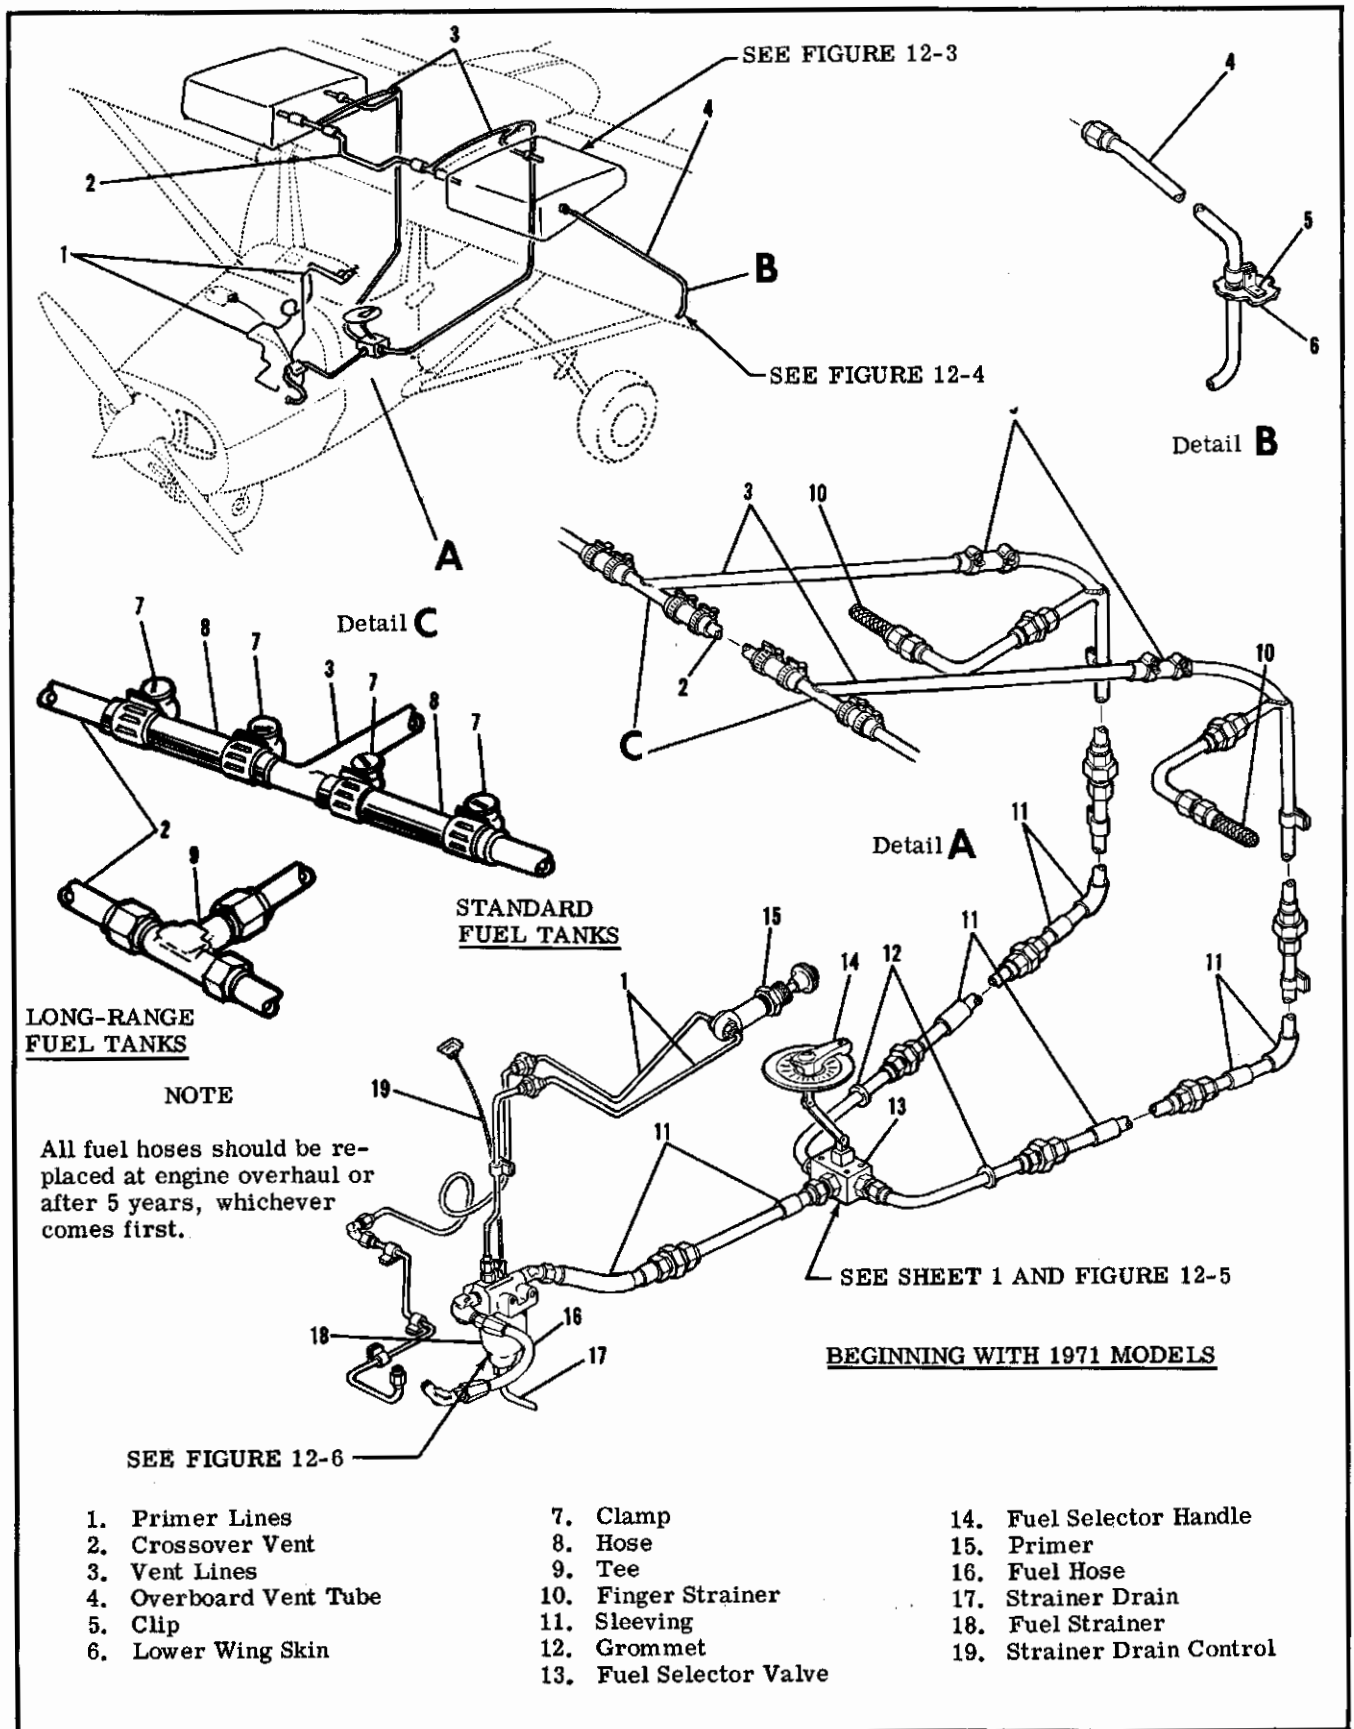 3
SEE FIGURE 12-3
4
2
1
B
SEE FIGURE 12-4
A
4
5
6
Detail B
3
10
2
C
10
Detail A
11
11
11
7
8
7
Detail C
3
7
8
7
2
9
STANDARD
FUEL TANKS
LONG-RANGE
FUEL TANKS
NOTE
All fuel hoses should be re-
placed at engine overhaul or
after 5 years, whichever
comes first.
15
1
14
12
19
13
11
SEE SHEET 1 AND FIGURE 12-5
18
16
17
BEGINNING WITH 1971 MODELS
SEE FIGURE 12-6
1. Primer Lines
2. Crossover Vent
3. Vent Lines
4. Overboard Vent Tube
5. Clip
6. Lower Wing Skin
7. Clamp
8. Hose
9. Tee
10. Finger Strainer
11. Sleeving
12. Grommet
13. Fuel Selector Valve
14. Fuel Selector Handle
15. Primer
16. Fuel Hose
17. Strainer Drain
18. Fuel Strainer
19. Strainer Drain Control